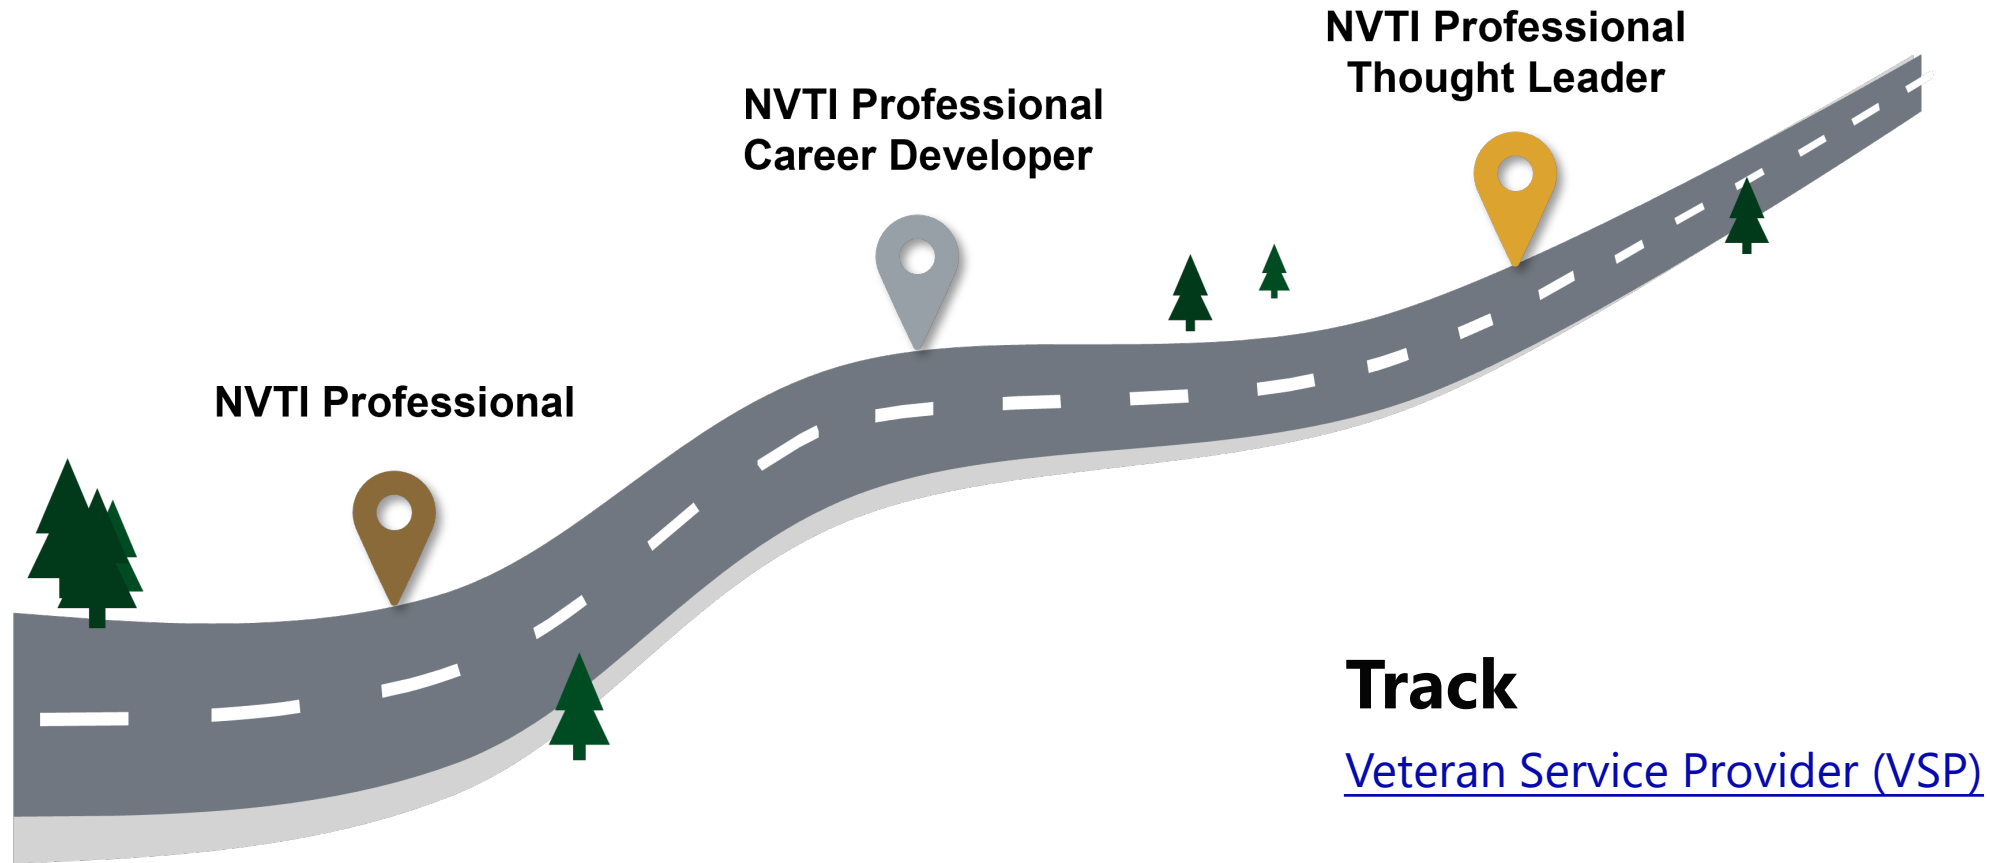 NVTI Professional
Thought Leader
NVTI Professional
Career Developer
NVTI Professional
Track
Veteran Service Provider (VSP)